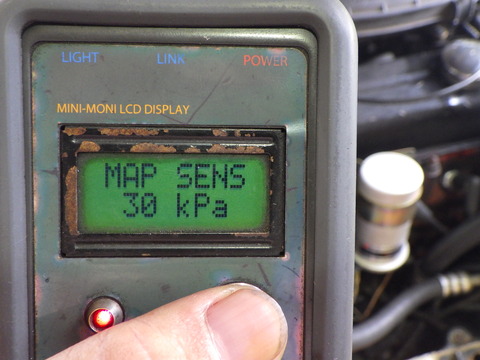 LIGHT LINK POWER
MINI-MONI LCD DISPLAY
MAP SENS
30 kPa